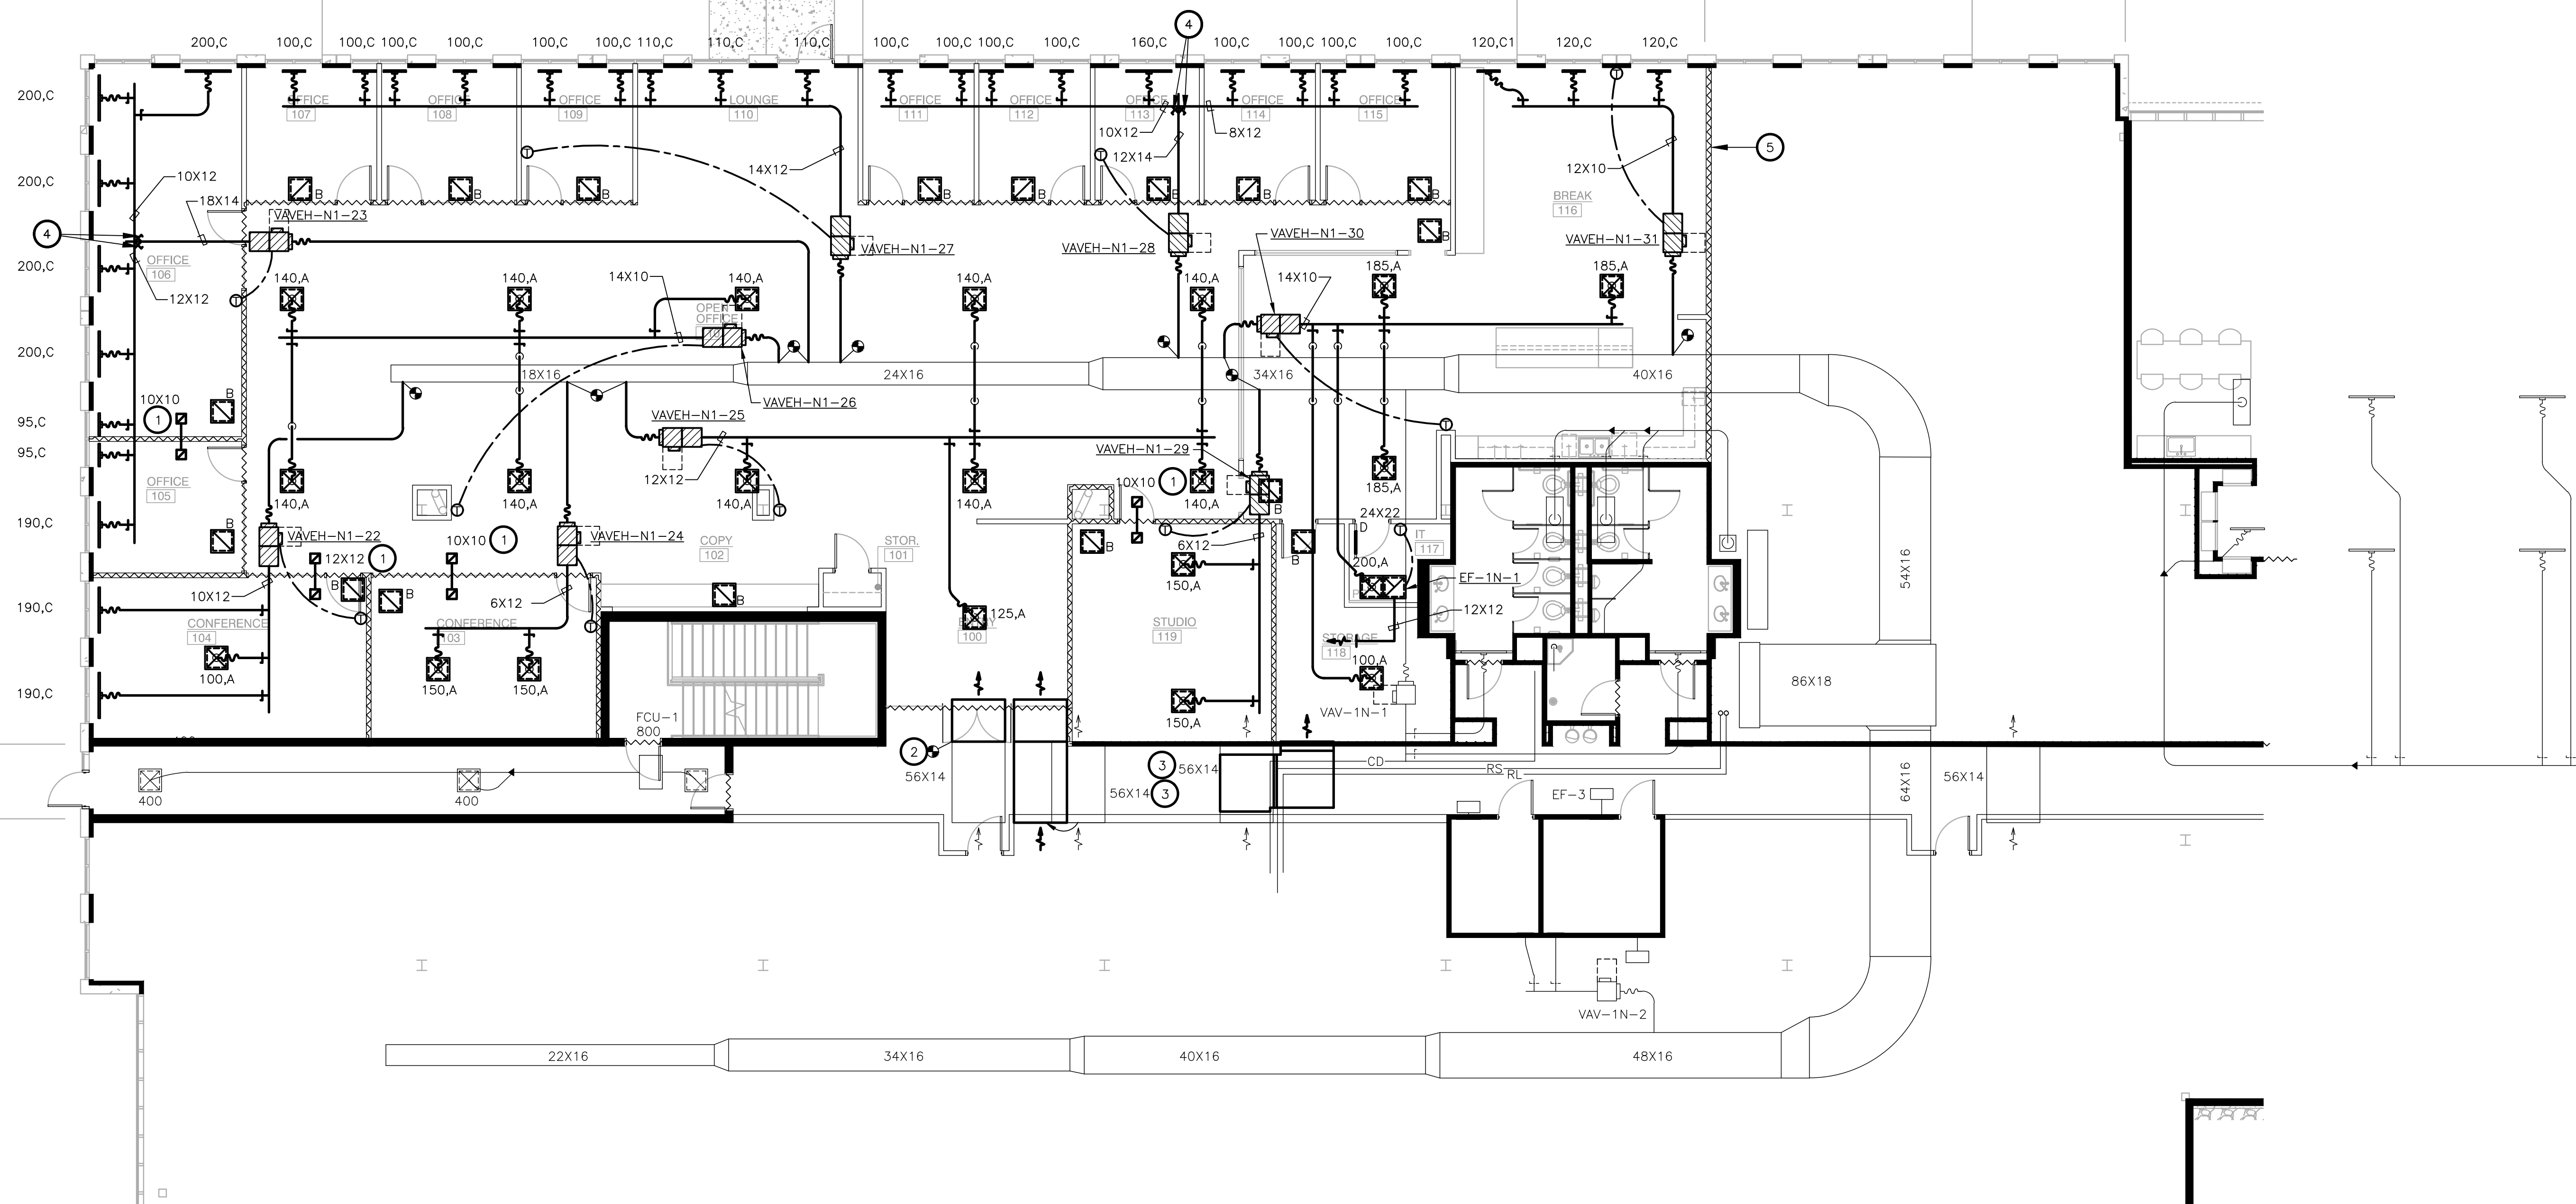 4
200,C 100,C 100,C 100,C 100,C 100,C 100,C 110,C 110,C 110,C 100,C 100,C 100,C 100,C 160,C 100,C 100,C 100,C 100,C 120,C1 120,C 120,C
200,C
OFFICE
107
OFFICE
108
OFFICE
109
LOUNGE
110
OFFICE
111
OFFICE
112
OFFICE
113
OFFICE
114
OFFICE
115
10X12
8X12
12X14
14X12
12X10
5
200,C
10X12
18X14
B
B
B
B
B
B
B
B
BREAK
116
4
VAVEH-N1-23
VAVEH-N1-27
VAVEH-N1-28
VAVEH-N1-30
VAVEH-N1-31
B
200,C
OFFICE
106
12X12
140,A
140,A
14X10
140,A
140,A
140,A
14X10
185,A
185,A
OPEN
OFFICE
200,C
18X16
24X16
34X16
40X16
10X10
1
B
VAVEH-N1-26
VAVEH-N1-25
95,C
95,C
VAVEH-N1-29
12X12
10X10
1
OFFICE
105
140,A
140,A
140,A
140,A
140,A
185,A
B
190,C
B
VAVEH-N1-22
10X10
1
VAVEH-N1-24
COPY
102
STOR.
101
B
6X12
B
D
24X22
IT
117
12X12
1
B
B
B
200,A
EF-1N-1
54X16
190,C
10X12
6X12
150,A
12X12
CONFERENCE
104
CONFERENCE
103
125,A
100
STUDIO
119
STORAGE
118
100,A
150,A
150,A
150,A
100,A
190,C
VAV-1N-1
86X18
FCU-1
800
2
56X14
3
56X14
56X14
3
CD
RS
RL
64X16
56X14
400
400
EF-3
VAV-1N-2
22X16
34X16
40X16
48X16